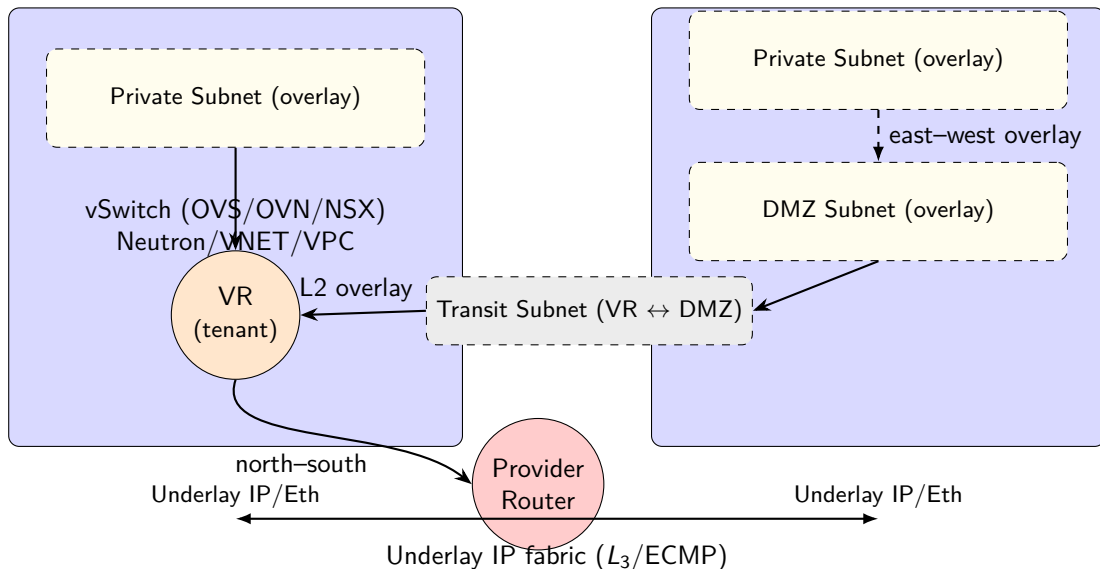 Private Subnet (overlay)
Private Subnet (overlay)
east–west overlay
vSwitch (OVS/OVN/NSX)
Neutron/VNET/VPC
DMZ Subnet (overlay)
VR
(tenant)
L2 overlay
Transit Subnet (VR ↔ DMZ)
north–south
Provider
Router
Underlay IP/Eth
Underlay IP/Eth
Underlay IP fabric (L₃/ECMP)